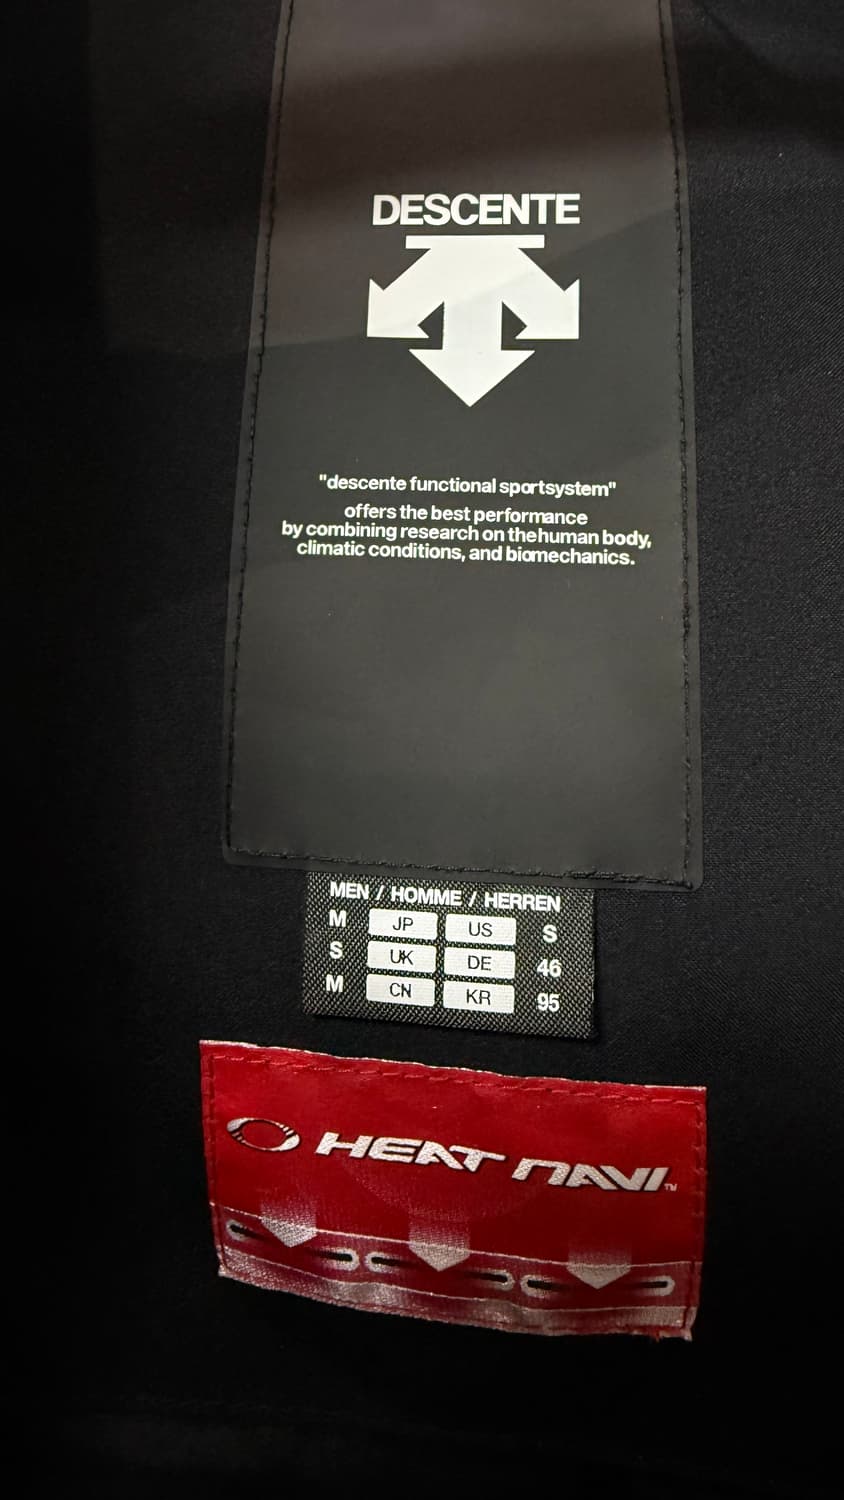 DESCENTE
"descente functional sportsystem"
offers the best performance
by combining research on thehuman body,
climatic conditions, and biomechanics.
MEN / HOMME / HERREN
M JP US S
S UK DE 46
M CN KR 95
HEAT NAVI TM